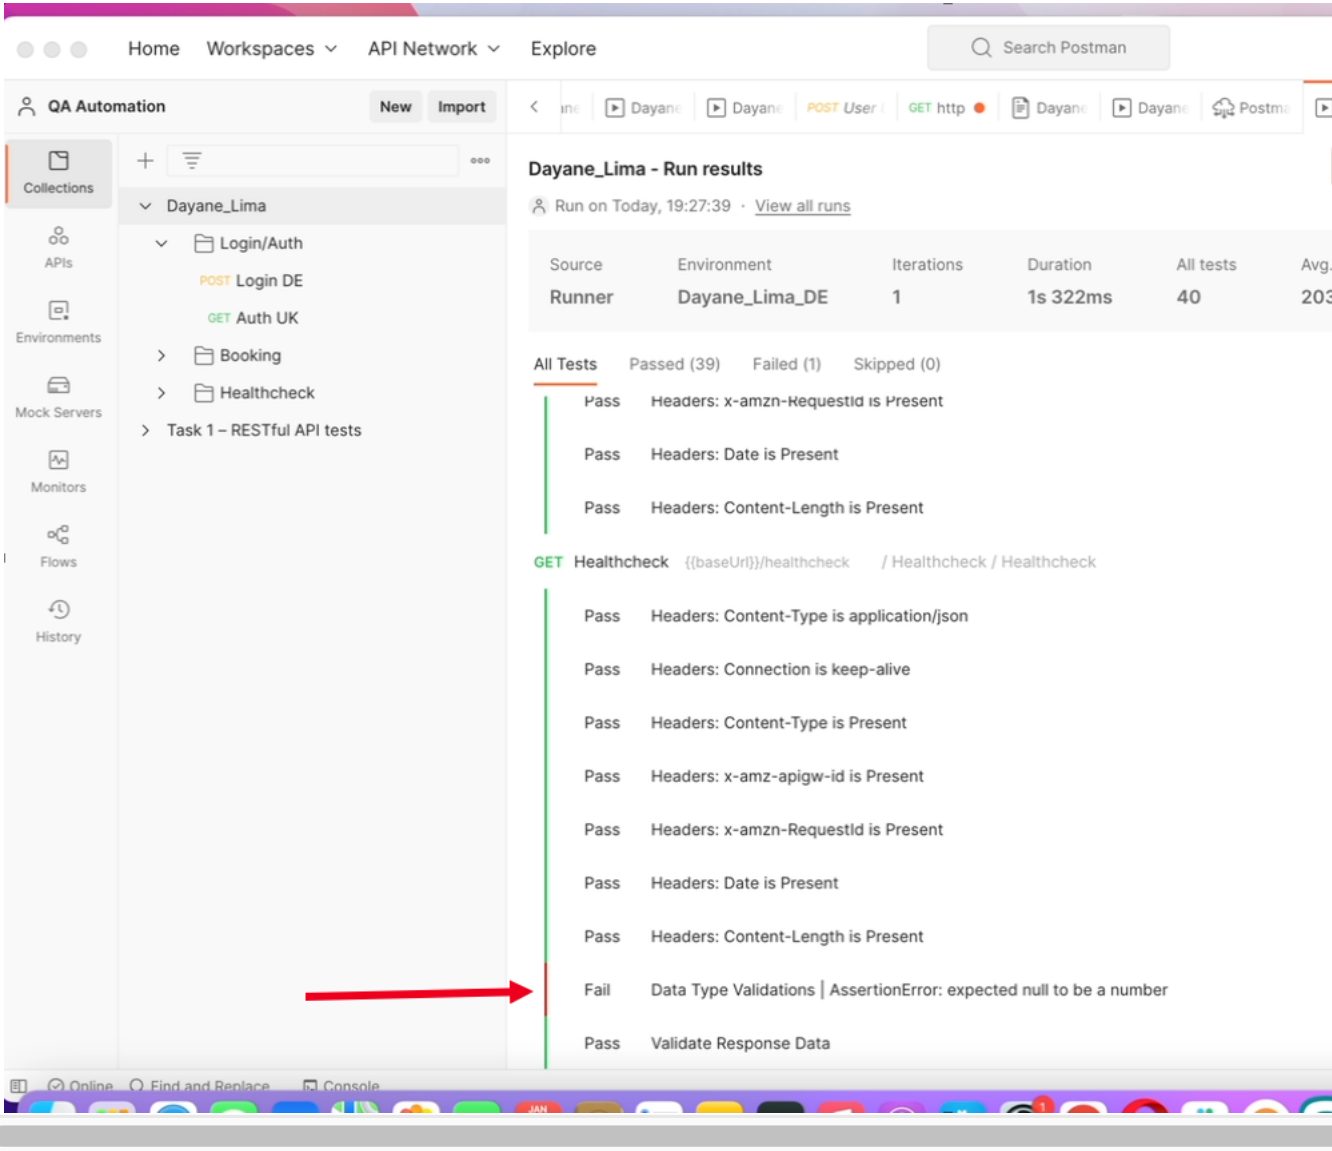 Home Workspaces API Network Explore Search Postman
QA Automation New Import
Dayane Dayane POST User GET http Dayane Dayane Postma
Collections
APIs
Environments
Mock Servers
Monitors
Flows
History
Dayane_Lima
Login/Auth
POST Login DE
GET Auth UK
Booking
Healthcheck
Task 1 – RESTful API tests
Dayane_Lima - Run results
Run on Today, 19:27:39 · View all runs
Source Environment Iterations Duration All tests Avg.
Runner Dayane_Lima_DE 1 1s 322ms 40 203
All Tests Passed (39) Failed (1) Skipped (0)
Pass Headers: x-amzn-RequestId is Present
Pass Headers: Date is Present
Pass Headers: Content-Length is Present
GET Healthcheck {{baseUrl}}/healthcheck / Healthcheck / Healthcheck
Pass Headers: Content-Type is application/json
Pass Headers: Connection is keep-alive
Pass Headers: Content-Type is Present
Pass Headers: x-amz-apigw-id is Present
Pass Headers: x-amzn-RequestId is Present
Pass Headers: Date is Present
Pass Headers: Content-Length is Present
Fail Data Type Validations | AssertionError: expected null to be a number
Pass Validate Response Data
Online Find and Replace Console
JAN 1